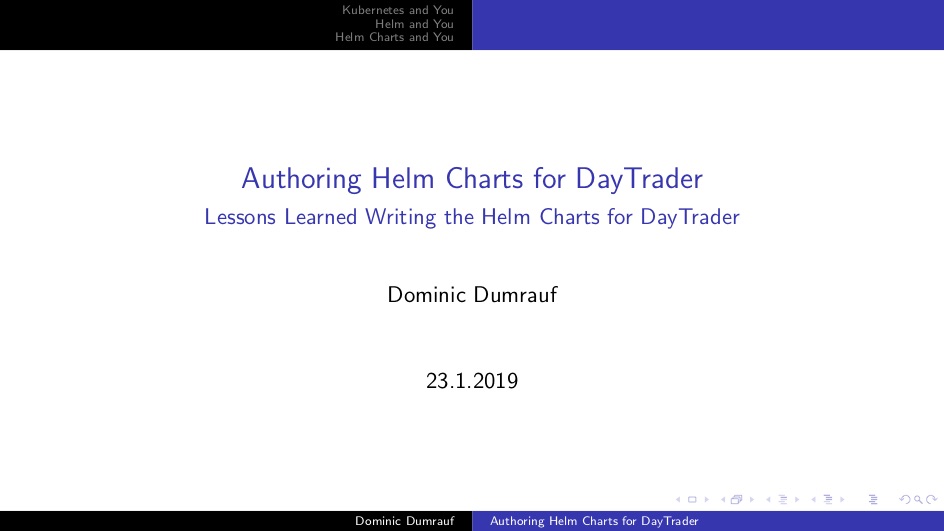 Kubernetes and You
Helm and You
Helm Charts and You
Authoring Helm Charts for DayTrader
Lessons Learned Writing the Helm Charts for DayTrader
Dominic Dumrauf
23.1.2019
Dominic Dumrauf
Authoring Helm Charts for DayTrader